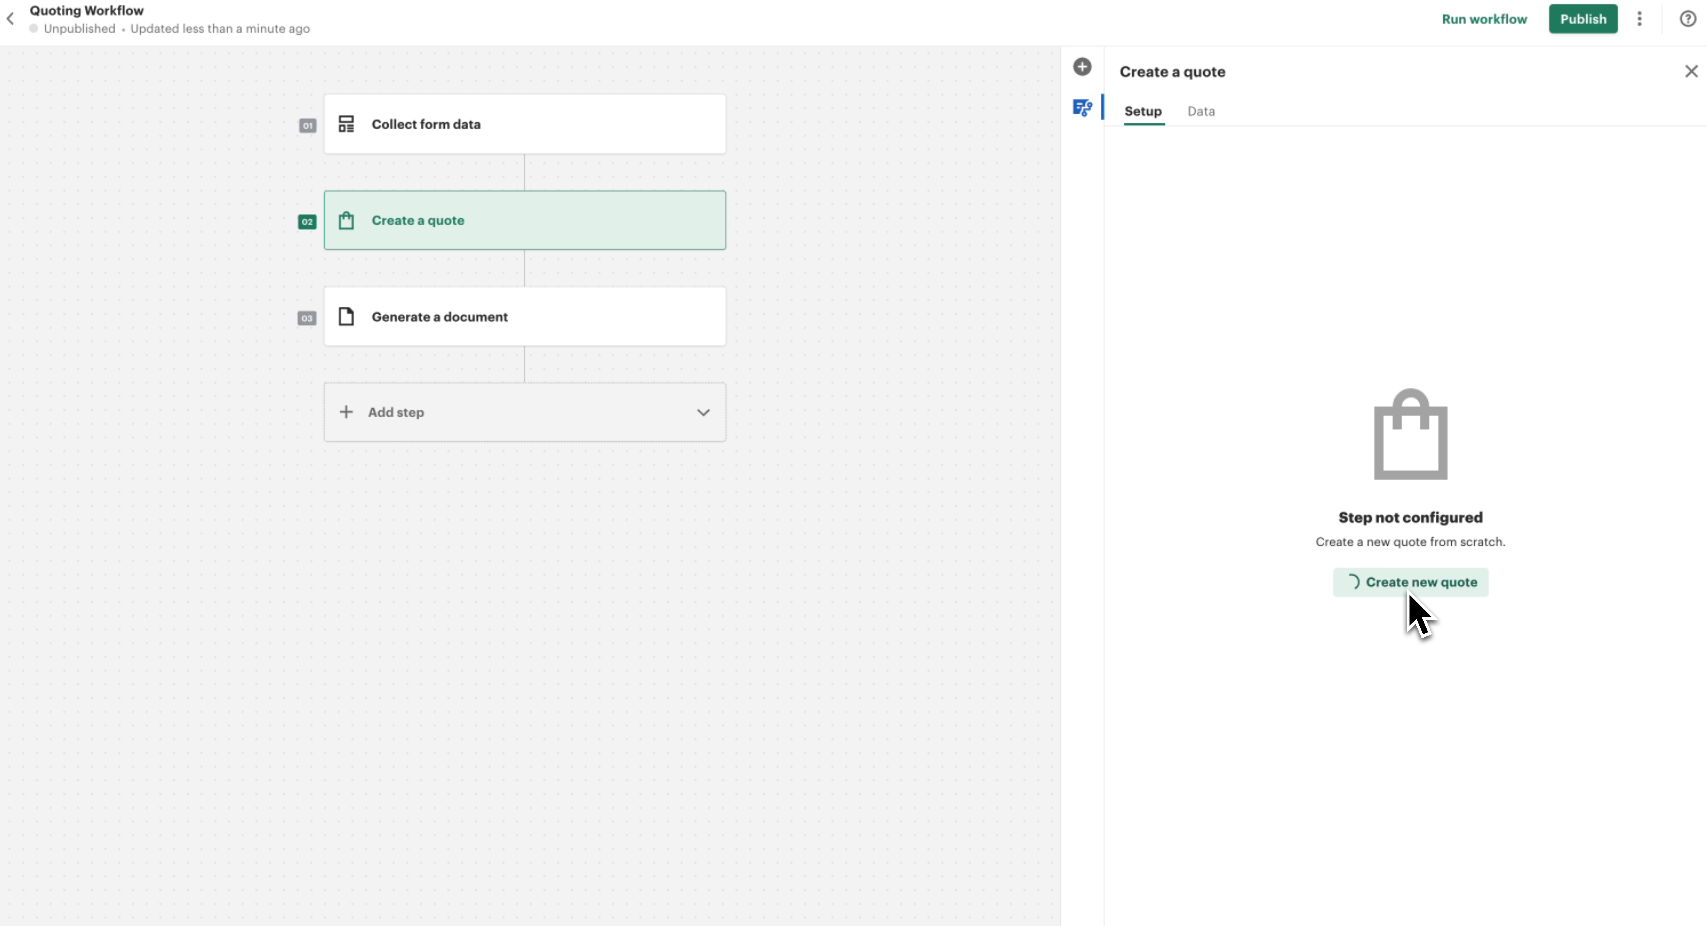 Quoting Workflow
Unpublished • Updated less than a minute ago
Run workflow
Publish
01
Collect form data
02
Create a quote
03
Generate a document
Add step
Create a quote
Setup
Data
Step not configured
Create a new quote from scratch.
Create new quote